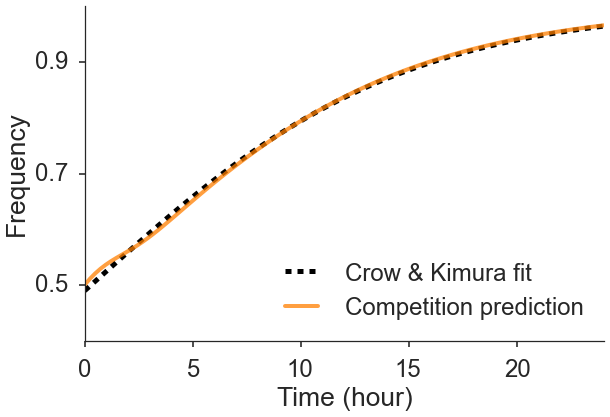 0.9
0.7
0.5
Frequency
Crow & Kimura fit
Competition prediction
0 5 10 15 20
Time (hour)